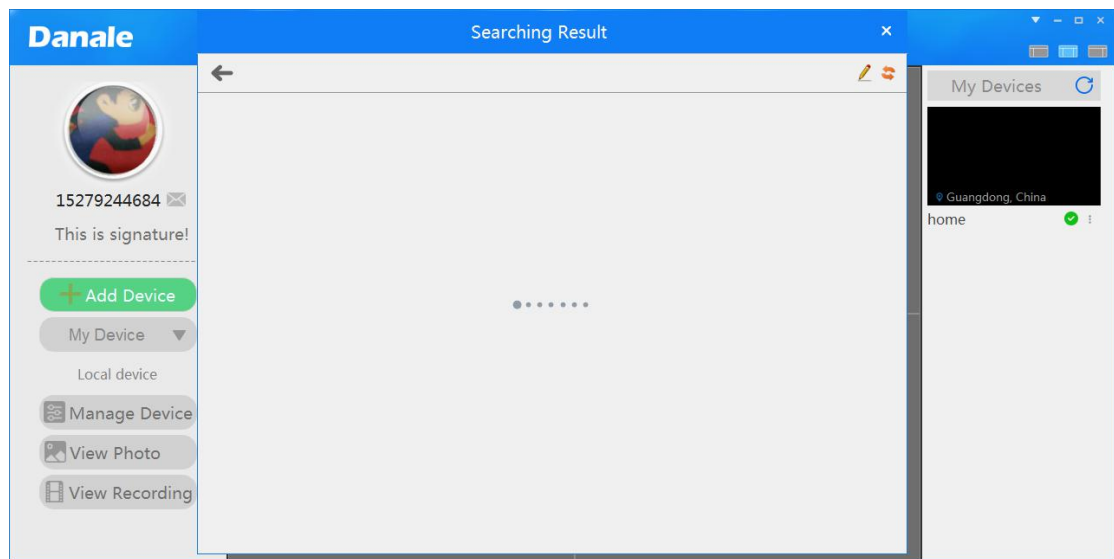 Danale
Searching Result
15279244684
This is signature!
Add Device
My Device
Local device
Manage Device
View Photo
View Recording
My Devices
Guangdong, China
home